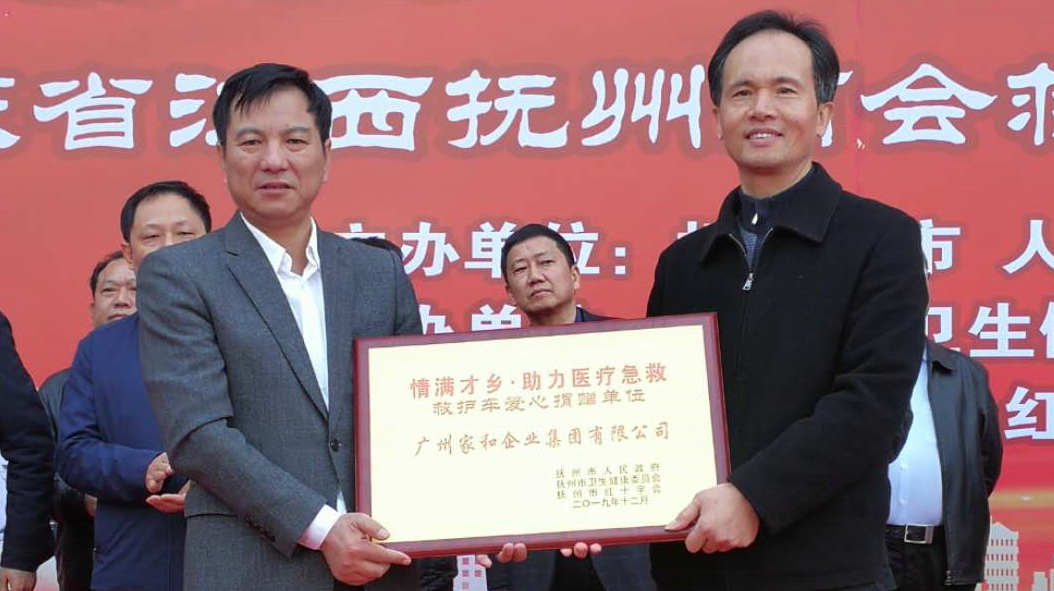 省江西抚州 会
办单位: 市 人
办单 卫生健
红
情满才乡·助力医疗急救
救护车爱心捐赠单位
广州家和企业集团有限公司
抚州市人民政府
抚州市卫生健康委员会
抚州市红十字会
二〇一九年十二月